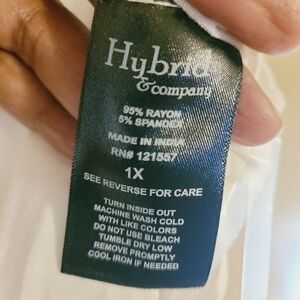 Hybrid
& company
95% RAYON
5% SPANDEX
MADE IN INDIA
RN# 121557
1X
SEE REVERSE FOR CARE
TURN INSIDE OUT
MACHINE WASH COLD
WITH LIKE COLORS
DO NOT USE BLEACH
TUMBLE DRY LOW
REMOVE PROMPTLY
COOL IRON IF NEEDED